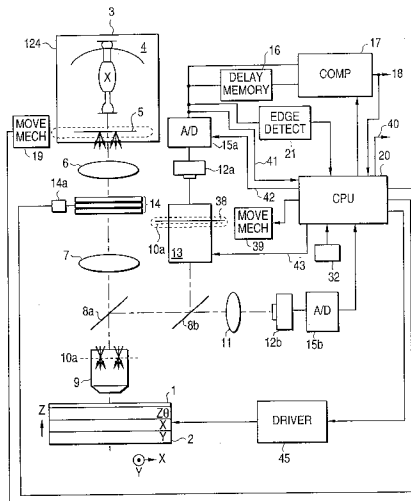 3
124
4
X
5
MOVE MECH
19
6
14a
14
7
8a
10a
9
1
Z
Zθ
X
Y
2
X
Y
16
DELAY MEMORY
17
COMP
18
A/D
15a
EDGE DETECT
21
40
41
20
12a
42
CPU
38
10a
13
MOVE MECH
39
43
32
8b
11
12b
A/D
15b
DRIVER
45